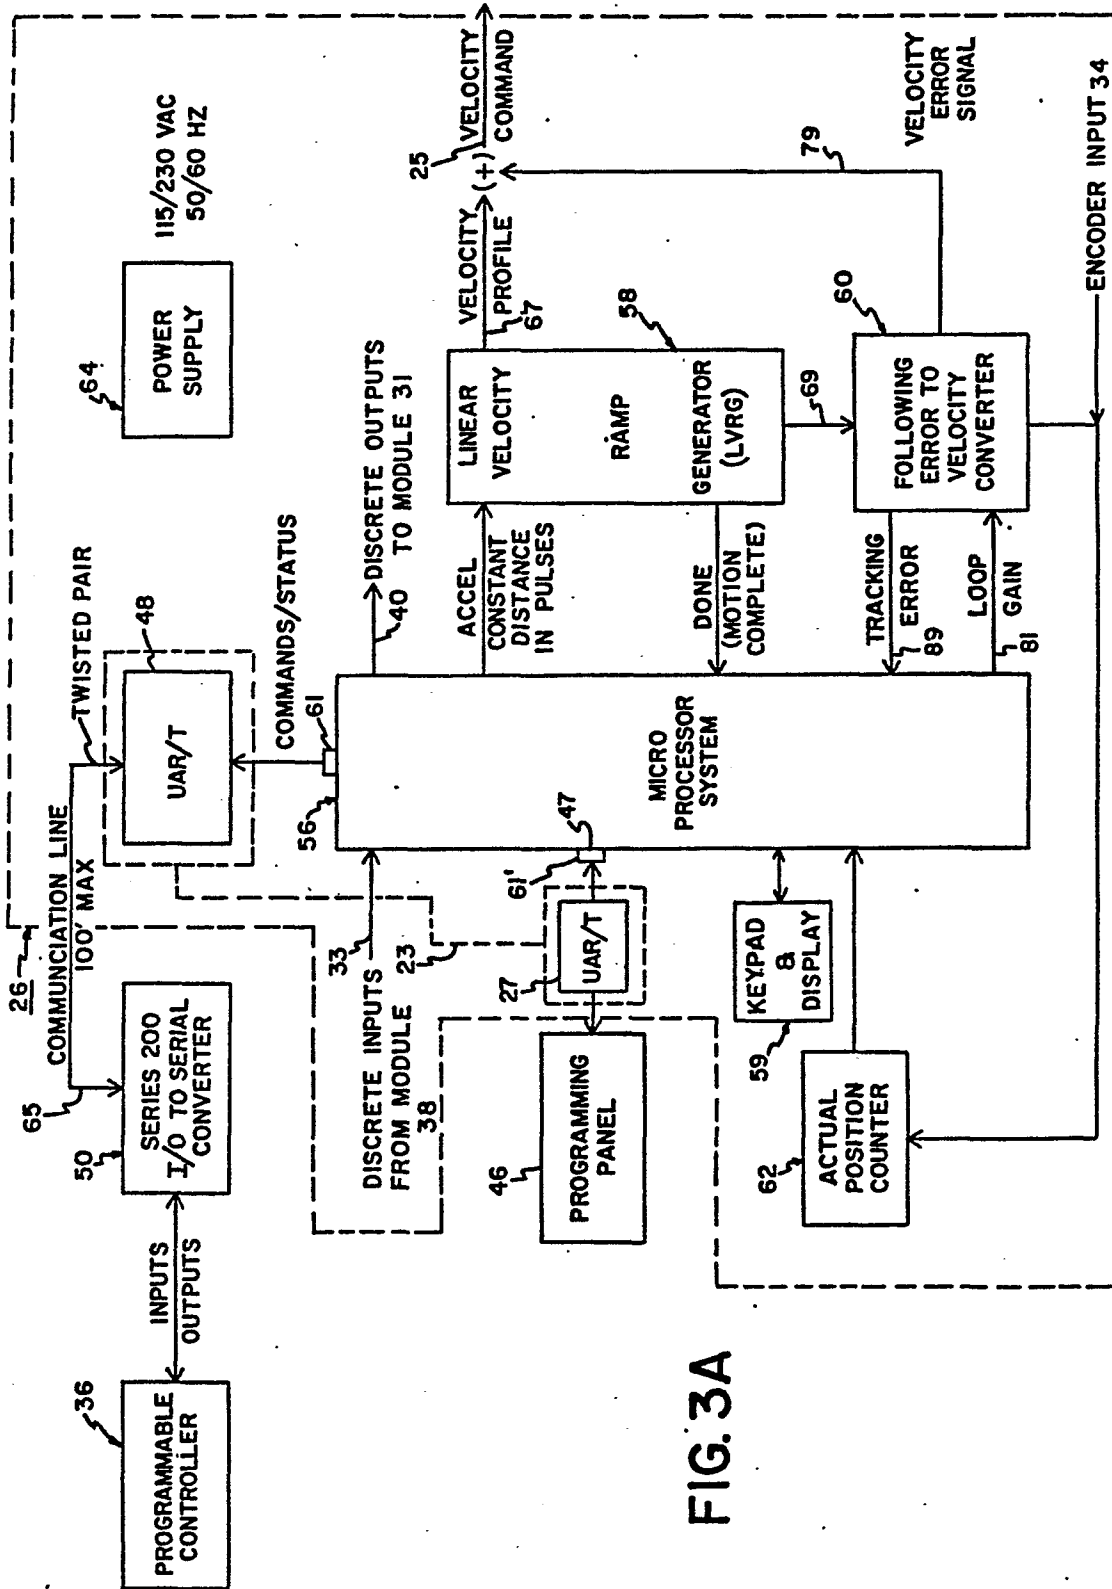 26
COMMUNCIATION LINE
100' MAX
TWISTED PAIR
65
36
PROGRAMMABLE
CONTROLLER
INPUTS
OUTPUTS
50
SERIES 200
I/O TO SERIAL
CONVERTER
48
UAR/T
64
POWER
SUPPLY
115/230 VAC
50/60 HZ
COMMANDS/STATUS
DISCRETE INPUTS
FROM MODULE
38
33
56
61
40
DISCRETE OUTPUTS
TO MODULE 31
23
27
UAR/T
61'
47
46
PROGRAMMING
PANEL
MICRO
PROCESSOR
SYSTEM
ACCEL
CONSTANT
DISTANCE
IN PULSES
LINEAR
VELOCITY
RAMP
GENERATOR
(LVRG)
58
VELOCITY
PROFILE
67
(+)
25
VELOCITY
COMMAND
DONE
(MOTION
COMPLETE)
69
59
KEYPAD
&
DISPLAY
62
ACTUAL
POSITION
COUNTER
TRACKING
ERROR
89
LOOP
GAIN
81
60
FOLLOWING
ERROR TO
VELOCITY
CONVERTER
79
VELOCITY
ERROR
SIGNAL
ENCODER INPUT 34
FIG. 3A